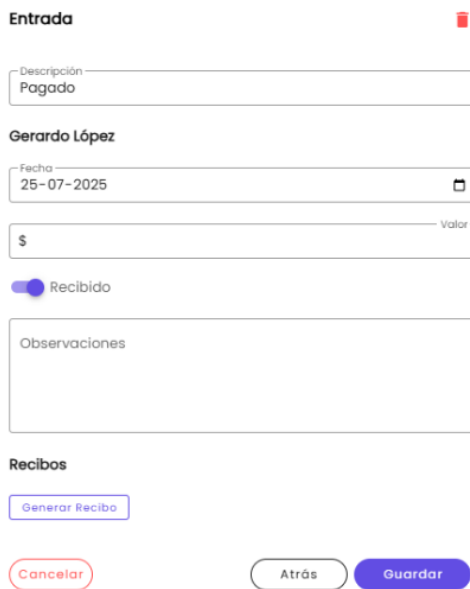 Entrada
Descripción
Pagado
Gerardo López
Fecha
25-07-2025
Valor
$
Recibido
Observaciones
Recibos
Generar Recibo
Cancelar
Atrás
Guardar